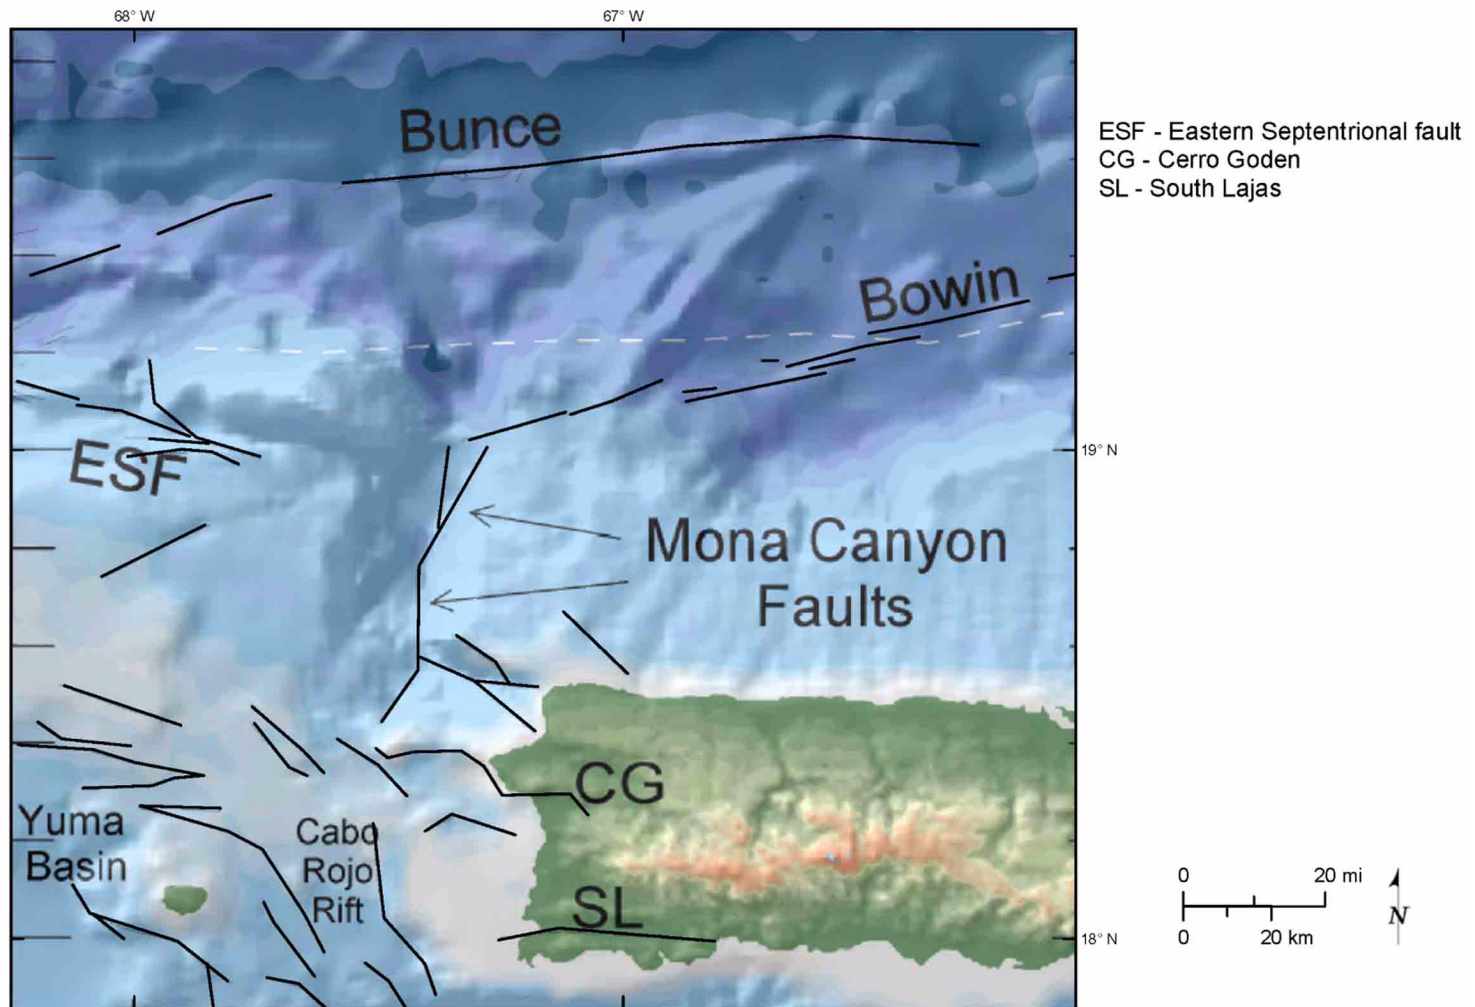 68° W
67° W
Bunce
ESF - Eastern Septentrional fault
CG - Cerro Goden
SL - South Lajas
Bowin
ESF
19° N
Mona Canyon
Faults
CG
Yuma
Basin
Cabo
Rojo
Rift
SL
0 20 mi
0 20 km
N
18° N